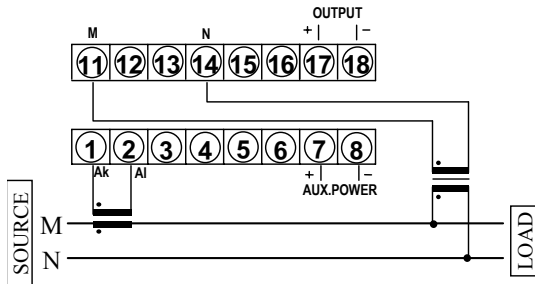 OUTPUT
M N + | | −
11 12 13 14 15 16 17 18
1 2 3 4 5 6 7 8
Ak Al + −
AUX.POWER
SOURCE
M
N
LOAD